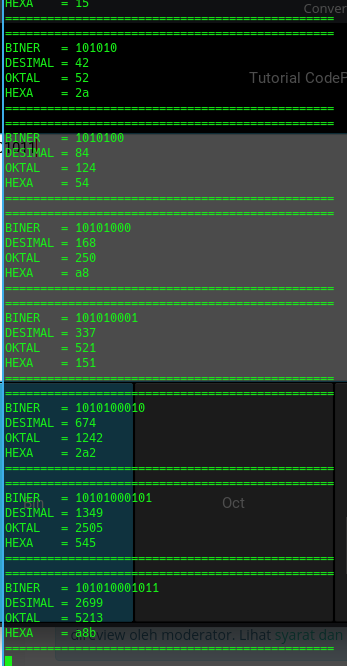 Conver
HEXA = 15
===============================================
===============================================
BINER = 101010
DESIMAL = 42
OKTAL = 52
Tutorial CodeF
HEXA = 2a
===============================================
===============================================
BINER = 1010100
DESIMAL = 84
OKTAL = 124
HEXA = 54
===============================================
===============================================
BINER = 10101000
DESIMAL = 168
OKTAL = 250
HEXA = a8
===============================================
===============================================
BINER = 101010001
DESIMAL = 337
OKTAL = 521
HEXA = 151
===============================================
===============================================
BINER = 1010100010
DESIMAL = 674
OKTAL = 1242
HEXA = 2a2
===============================================
===============================================
BINER = 10101000101
Oct
DESIMAL = 1349
OKTAL = 2505
HEXA = 545
===============================================
===============================================
BINER = 101010001011
DESIMAL = 2699
OKTAL = 5213
HEXA = a8b
oleh moderator. Lihat syarat dan
===============================================